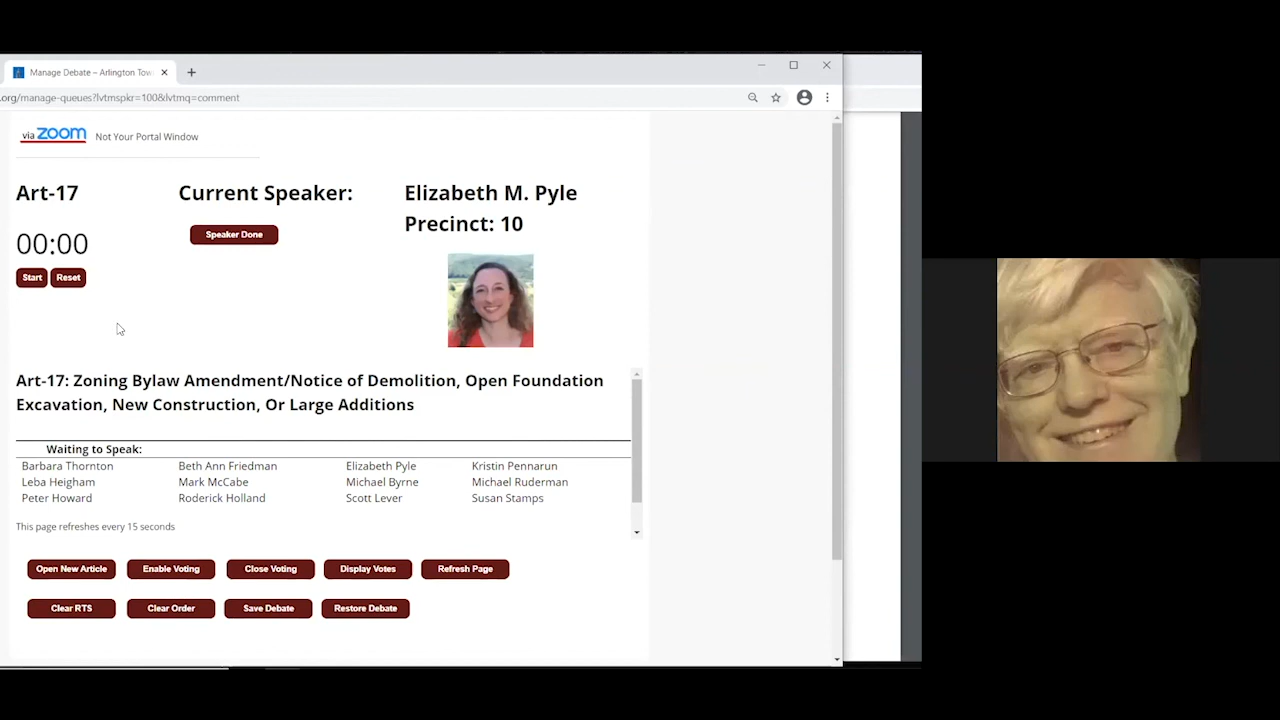 Manage Debate – Arlington Tow
.org/manage-queues?lvtmspkr=100&lvtmq=comment
via zoom Not Your Portal Window
Art-17
Current Speaker:
Elizabeth M. Pyle
Precinct: 10
00:00
Speaker Done
Start Reset
Art-17: Zoning Bylaw Amendment/Notice of Demolition, Open Foundation
Excavation, New Construction, Or Large Additions
Waiting to Speak:
Barbara Thornton Beth Ann Friedman Elizabeth Pyle Kristin Pennarun
Leba Heigham Mark McCabe Michael Byrne Michael Ruderman
Peter Howard Roderick Holland Scott Lever Susan Stamps
This page refreshes every 15 seconds
Open New Article Enable Voting Close Voting Display Votes Refresh Page
Clear RTS Clear Order Save Debate Restore Debate